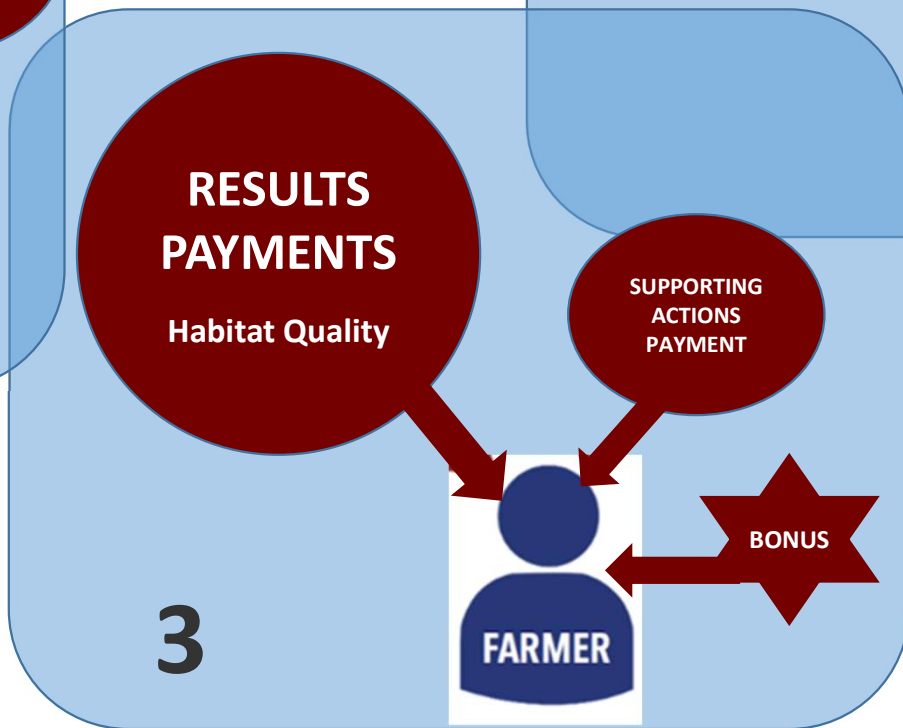 RESULTS
PAYMENTS
Habitat Quality
SUPPORTING
ACTIONS
PAYMENT
BONUS
FARMER
3